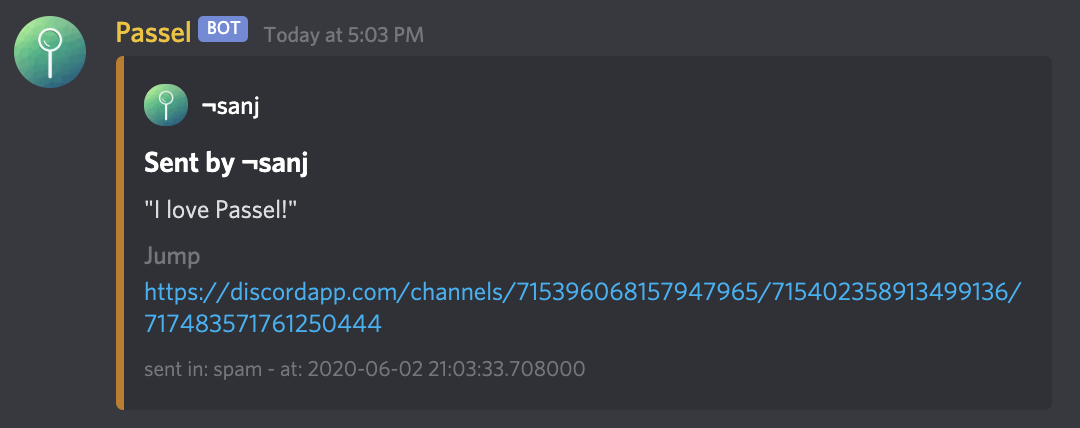 Passel BOT Today at 5:03 PM
¬sanj
Sent by ¬sanj
"I love Passel!"
Jump
https://discordapp.com/channels/715396068157947965/715402358913499136/
717483571761250444
sent in: spam - at: 2020-06-02 21:03:33.708000